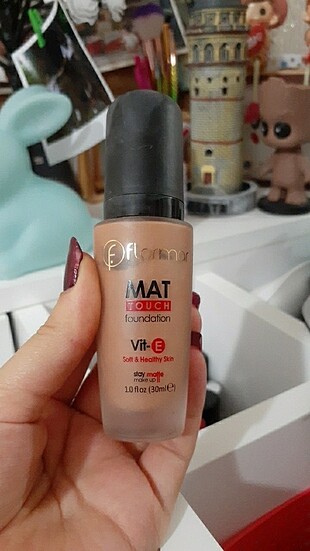 flormar
MAT
TOUCH
foundation
Vit-E
Soft & Healthy Skin
stay matte
make up
1.0 fl oz (30ml℮)